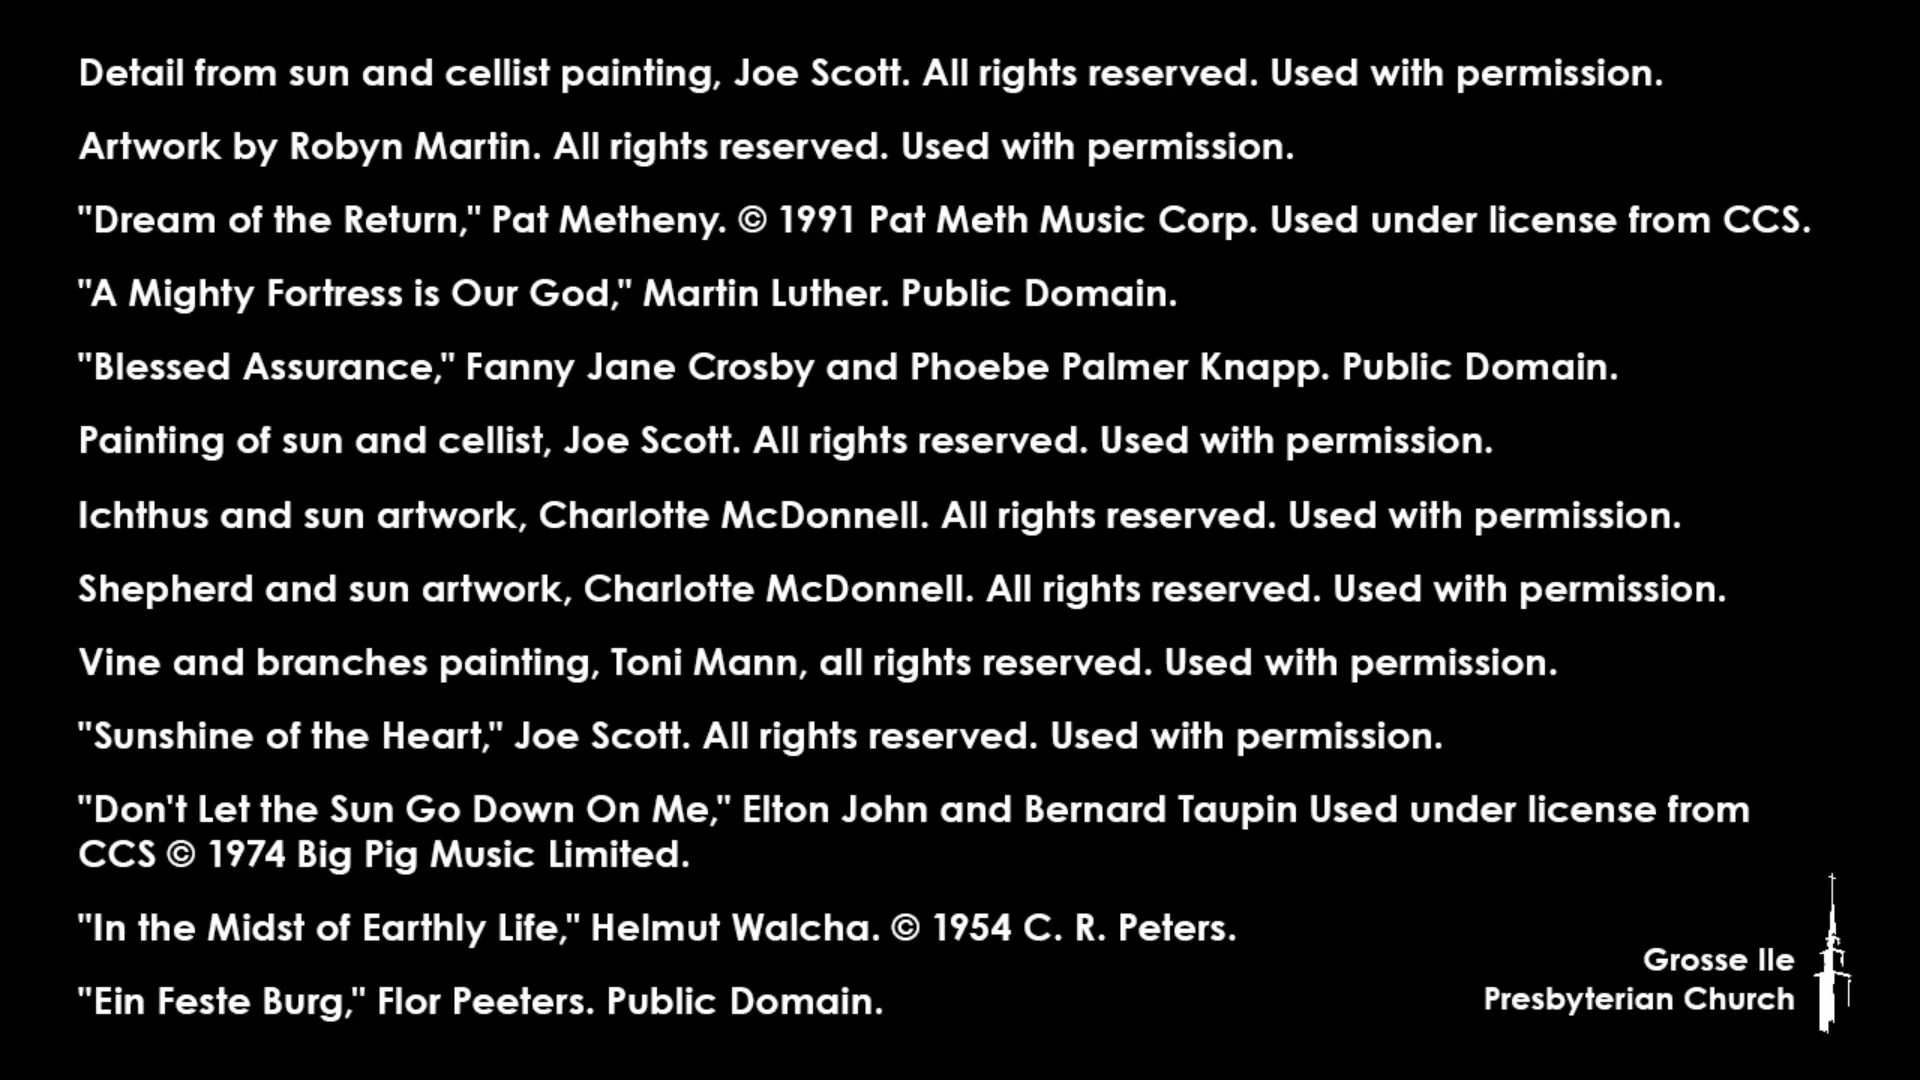 Detail from sun and cellist painting, Joe Scott. All rights reserved. Used with permission.
Artwork by Robyn Martin. All rights reserved. Used with permission.
"Dream of the Return," Pat Metheny. © 1991 Pat Meth Music Corp. Used under license from CCS.
"A Mighty Fortress is Our God," Martin Luther. Public Domain.
"Blessed Assurance," Fanny Jane Crosby and Phoebe Palmer Knapp. Public Domain.
Painting of sun and cellist, Joe Scott. All rights reserved. Used with permission.
Ichthus and sun artwork, Charlotte McDonnell. All rights reserved. Used with permission.
Shepherd and sun artwork, Charlotte McDonnell. All rights reserved. Used with permission.
Vine and branches painting, Toni Mann, all rights reserved. Used with permission.
"Sunshine of the Heart," Joe Scott. All rights reserved. Used with permission.
"Don't Let the Sun Go Down On Me," Elton John and Bernard Taupin Used under license from
CCS © 1974 Big Pig Music Limited.
"In the Midst of Earthly Life," Helmut Walcha. © 1954 C. R. Peters.
"Ein Feste Burg," Flor Peeters. Public Domain.
Grosse Ile
Presbyterian Church